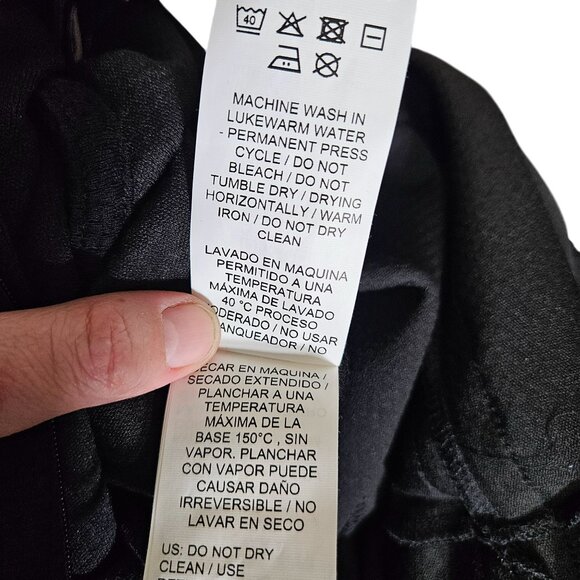 40
MACHINE WASH IN
LUKEWARM WATER
- PERMANENT PRESS
CYCLE / DO NOT
BLEACH / DO NOT
TUMBLE DRY / DRYING
HORIZONTALLY / WARM
IRON / DO NOT DRY
CLEAN
LAVADO EN MAQUINA
PERMITIDO A UNA
TEMPERATURA
MÁXIMA DE LAVADO
40 °C PROCESO
ODERADO / NO USAR
ANQUEADOR / NO
SECAR EN MAQUINA /
SECADO EXTENDIDO /
PLANCHAR A UNA
TEMPERATURA
MÁXIMA DE LA
BASE 150°C , SIN
VAPOR. PLANCHAR
CON VAPOR PUEDE
CAUSAR DAÑO
IRREVERSIBLE / NO
LAVAR EN SECO
US: DO NOT DRY
CLEAN / USE